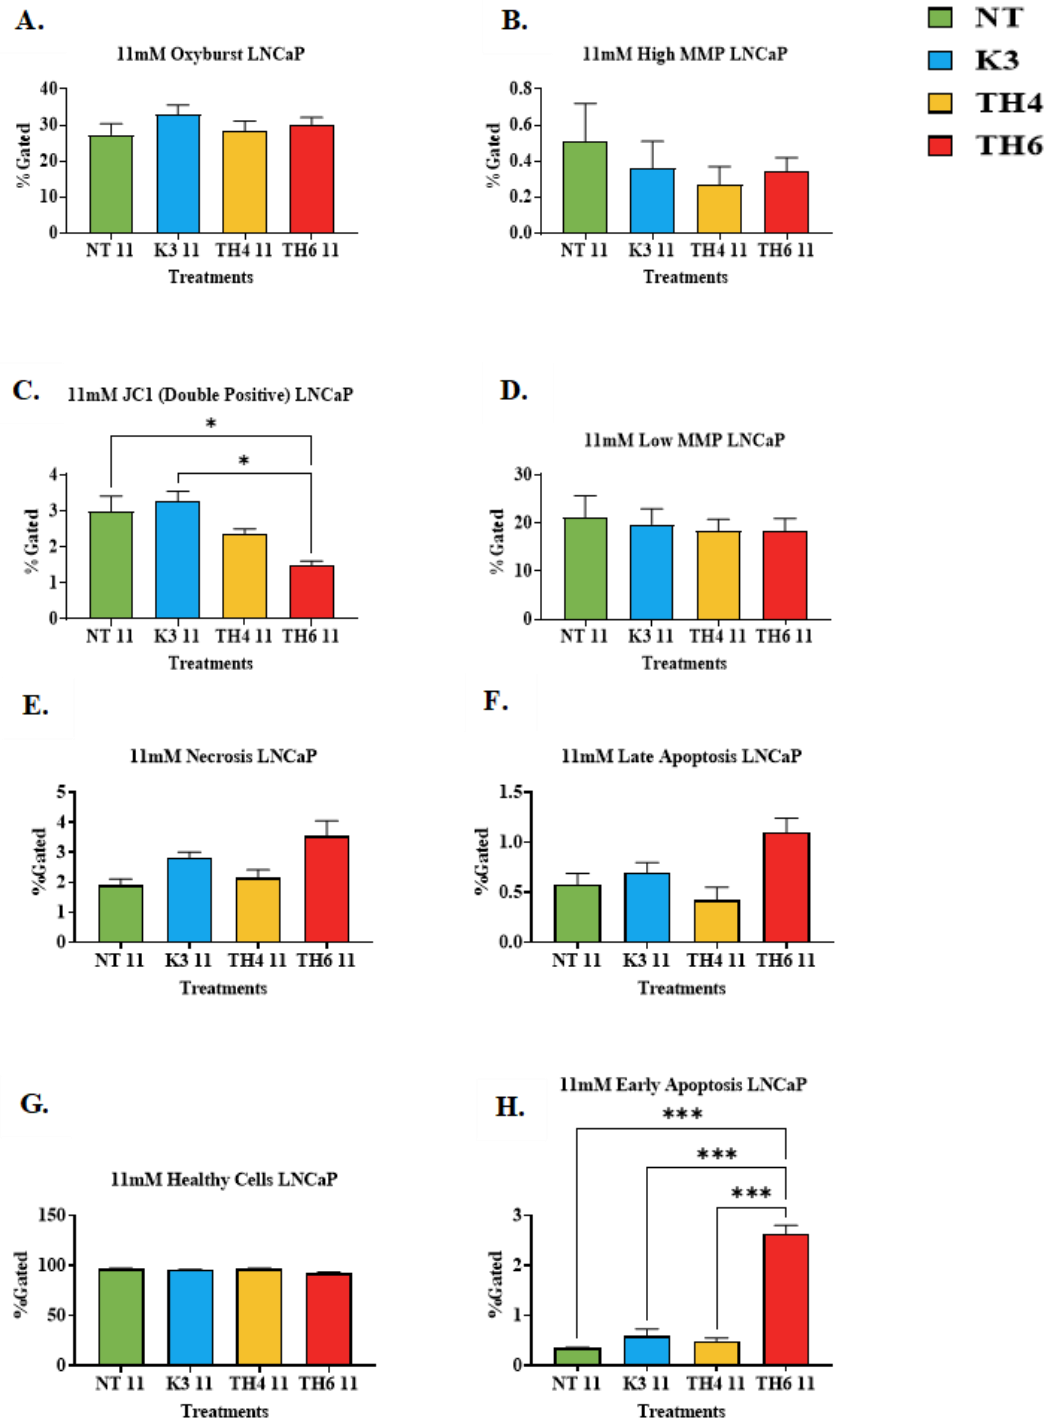 A.
11mM Oxyburst LNCaP
40
30
20
10
0
% Gated
NT 11 K3 11 TH4 11 TH6 11
Treatments
B.
11mM High MMP LNCaP
0.8
0.6
0.4
0.2
0.0
% Gated
NT 11 K3 11 TH4 11 TH6 11
Treatments
NT
K3
TH4
TH6
C.
11mM JC1 (Double Positive) LNCaP
*
*
4
3
2
1
0
% Gated
NT 11 K3 11 TH4 11 TH6 11
Treatments
D.
11mM Low MMP LNCaP
30
20
10
0
% Gated
NT 11 K3 11 TH4 11 TH6 11
Treatments
E.
11mM Necrosis LNCaP
5
4
3
2
1
0
%Gated
NT 11 K3 11 TH4 11 TH6 11
Treatments
F.
11mM Late Apoptosis LNCaP
1.5
1.0
0.5
0.0
%Gated
NT 11 K3 11 TH4 11 TH6 11
Treatments
G.
11mM Healthy Cells LNCaP
150
100
50
0
%Gated
NT 11 K3 11 TH4 11 TH6 11
Treatments
H.
11mM Early Apoptosis LNCaP
***
***
***
3
2
1
0
%Gated
NT 11 K3 11 TH4 11 TH6 11
Treatments